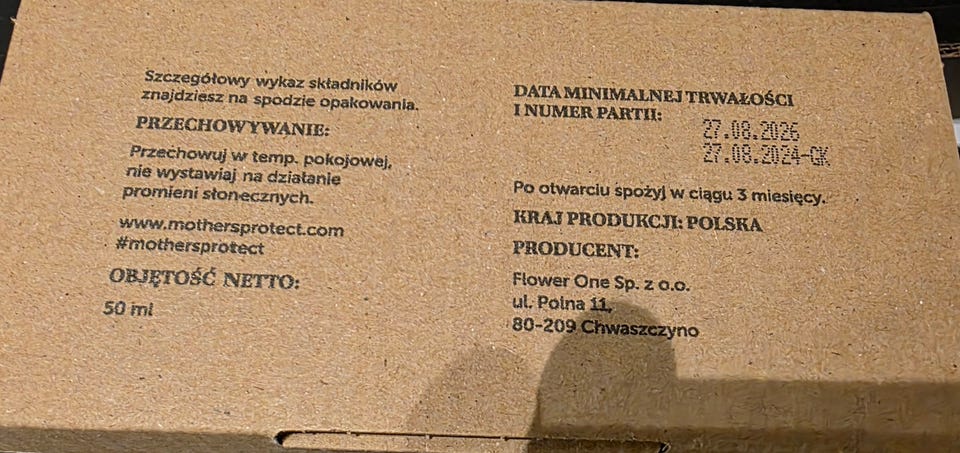 Szczegółowy wykaz składników
znajdziesz na spodzie opakowania.
PRZECHOWYWANIE:
Przechowuj w temp. pokojowej,
nie wystawiaj na działanie
promieni słonecznych.
www.mothersprotect.com
#mothersprotect
OBJĘTOŚĆ NETTO:
50 ml
DATA MINIMALNEJ TRWAŁOŚCI
I NUMER PARTII:
27.08.2026
27.08.2024-GK
Po otwarciu spożyj w ciągu 3 miesięcy.
KRAJ PRODUKCJI: POLSKA
PRODUCENT:
Flower One Sp. z o.o.
ul. Polna 11,
80-209 Chwaszczyno